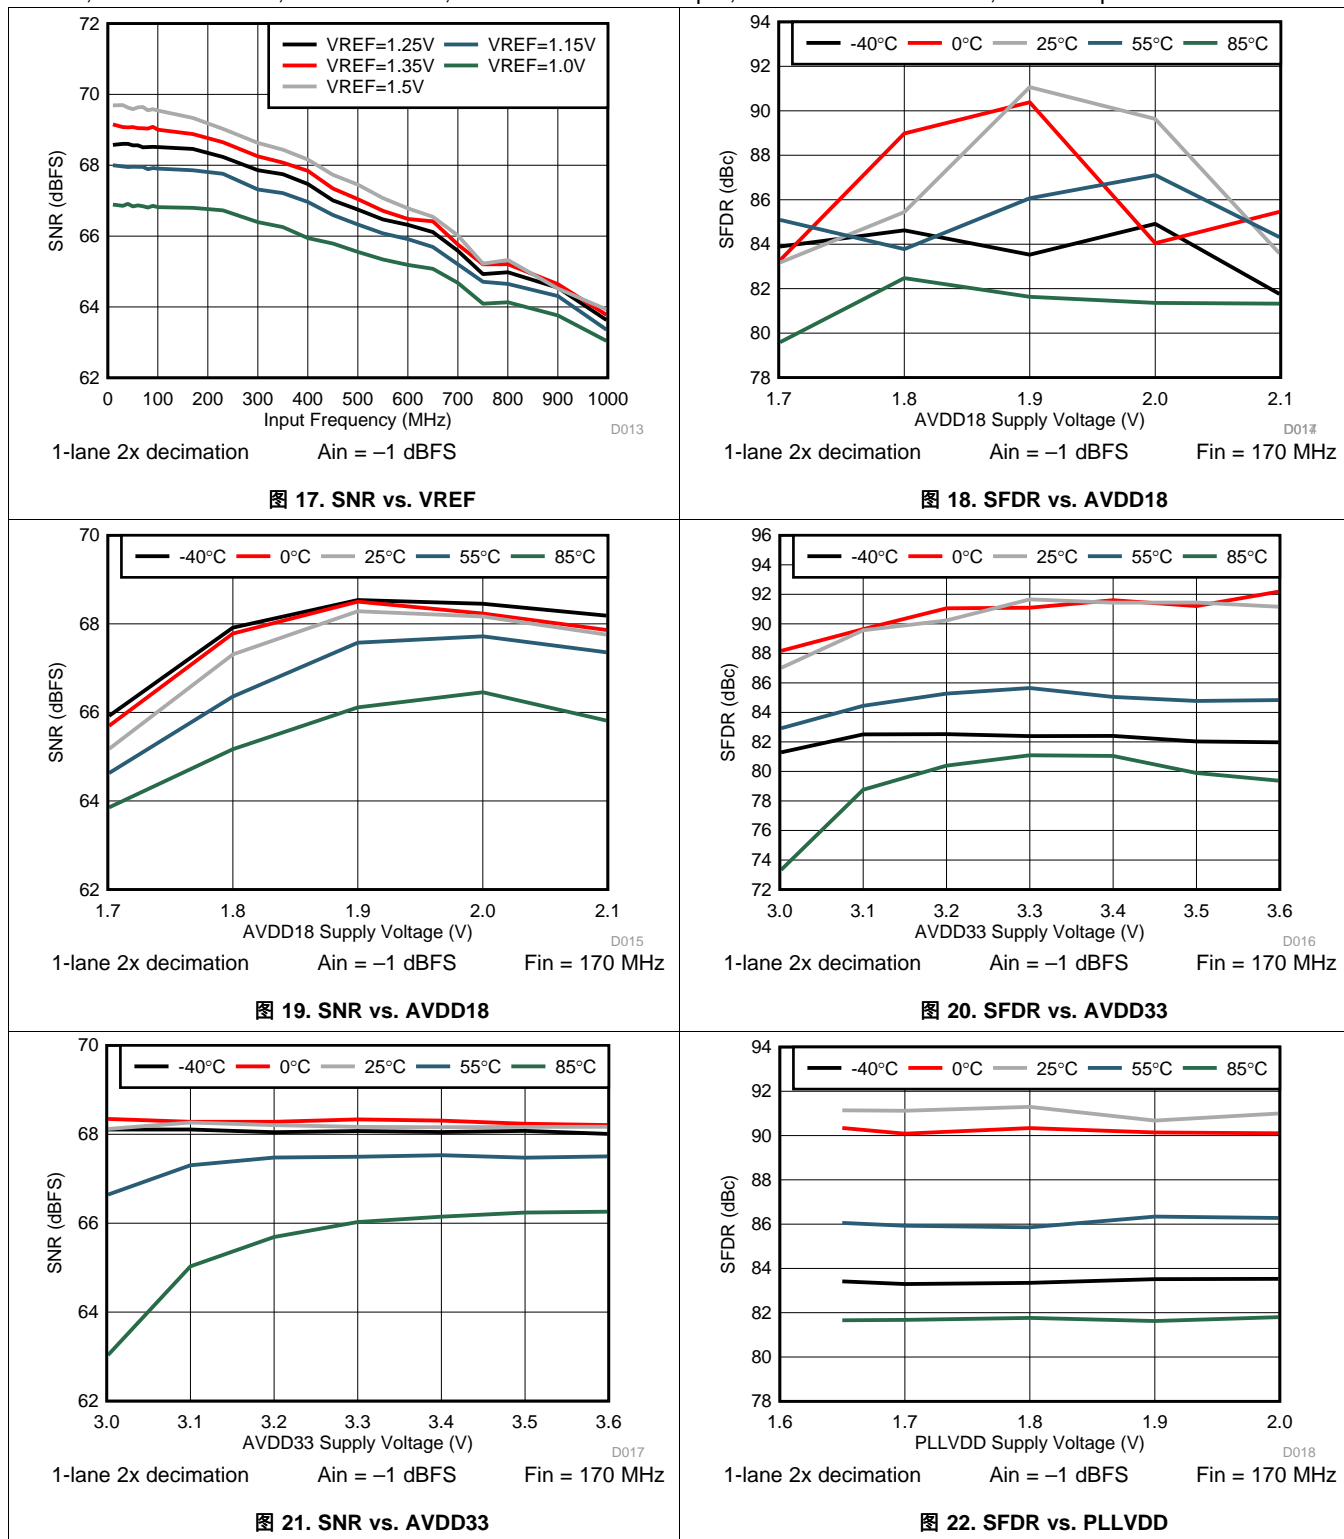 72
70
68
66
64
62
SNR (dBFS)
VREF=1.25V
VREF=1.35V
VREF=1.5V
VREF=1.15V
VREF=1.0V
0 100 200 300 400 500 600 700 800 900 1000
Input Frequency (MHz)
D013
1-lane 2x decimation Ain = –1 dBFS
图 17. SNR vs. VREF
94
92
90
88
86
84
82
80
78
SFDR (dBc)
-40°C 0°C 25°C 55°C 85°C
1.7 1.8 1.9 2.0 2.1
AVDD18 Supply Voltage (V)
1-lane 2x decimation Ain = –1 dBFS Fin = 170 MHz
图 18. SFDR vs. AVDD18
70
68
66
64
62
SNR (dBFS)
-40°C 0°C 25°C 55°C 85°C
1.7 1.8 1.9 2.0 2.1
AVDD18 Supply Voltage (V)
D015
1-lane 2x decimation Ain = –1 dBFS Fin = 170 MHz
图 19. SNR vs. AVDD18
96
94
92
90
88
86
84
82
80
78
76
74
72
SFDR (dBc)
-40°C 0°C 25°C 55°C 85°C
3.0 3.1 3.2 3.3 3.4 3.5 3.6
AVDD33 Supply Voltage (V)
D016
1-lane 2x decimation Ain = –1 dBFS Fin = 170 MHz
图 20. SFDR vs. AVDD33
70
68
66
64
62
SNR (dBFS)
-40°C 0°C 25°C 55°C 85°C
3.0 3.1 3.2 3.3 3.4 3.5 3.6
AVDD33 Supply Voltage (V)
D017
1-lane 2x decimation Ain = –1 dBFS Fin = 170 MHz
图 21. SNR vs. AVDD33
94
92
90
88
86
84
82
80
78
SFDR (dBc)
-40°C 0°C 25°C 55°C 85°C
1.6 1.7 1.8 1.9 2.0
PLLVDD Supply Voltage (V)
D018
1-lane 2x decimation Ain = –1 dBFS Fin = 170 MHz
图 22. SFDR vs. PLLVDD